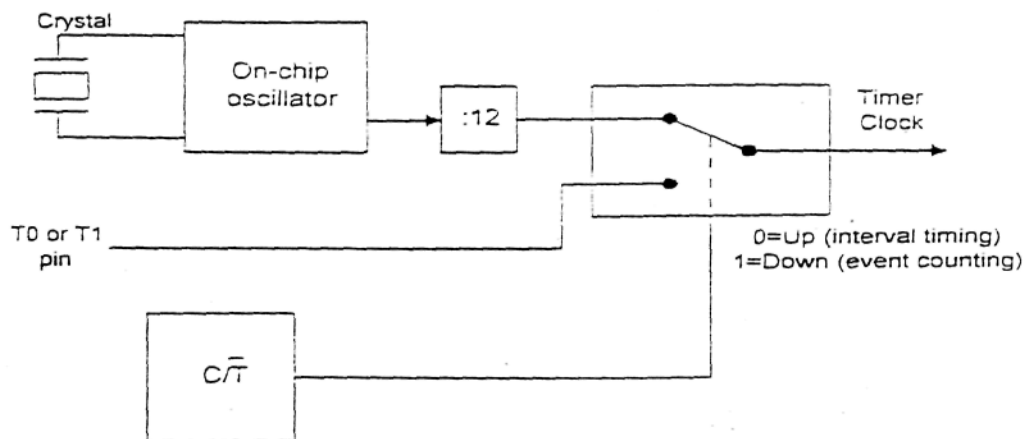 Crystal
On-chip
oscillator
:12
Timer
Clock
T0 or T1
pin
0=Up (interval timing)
1=Down (event counting)
C/T̅